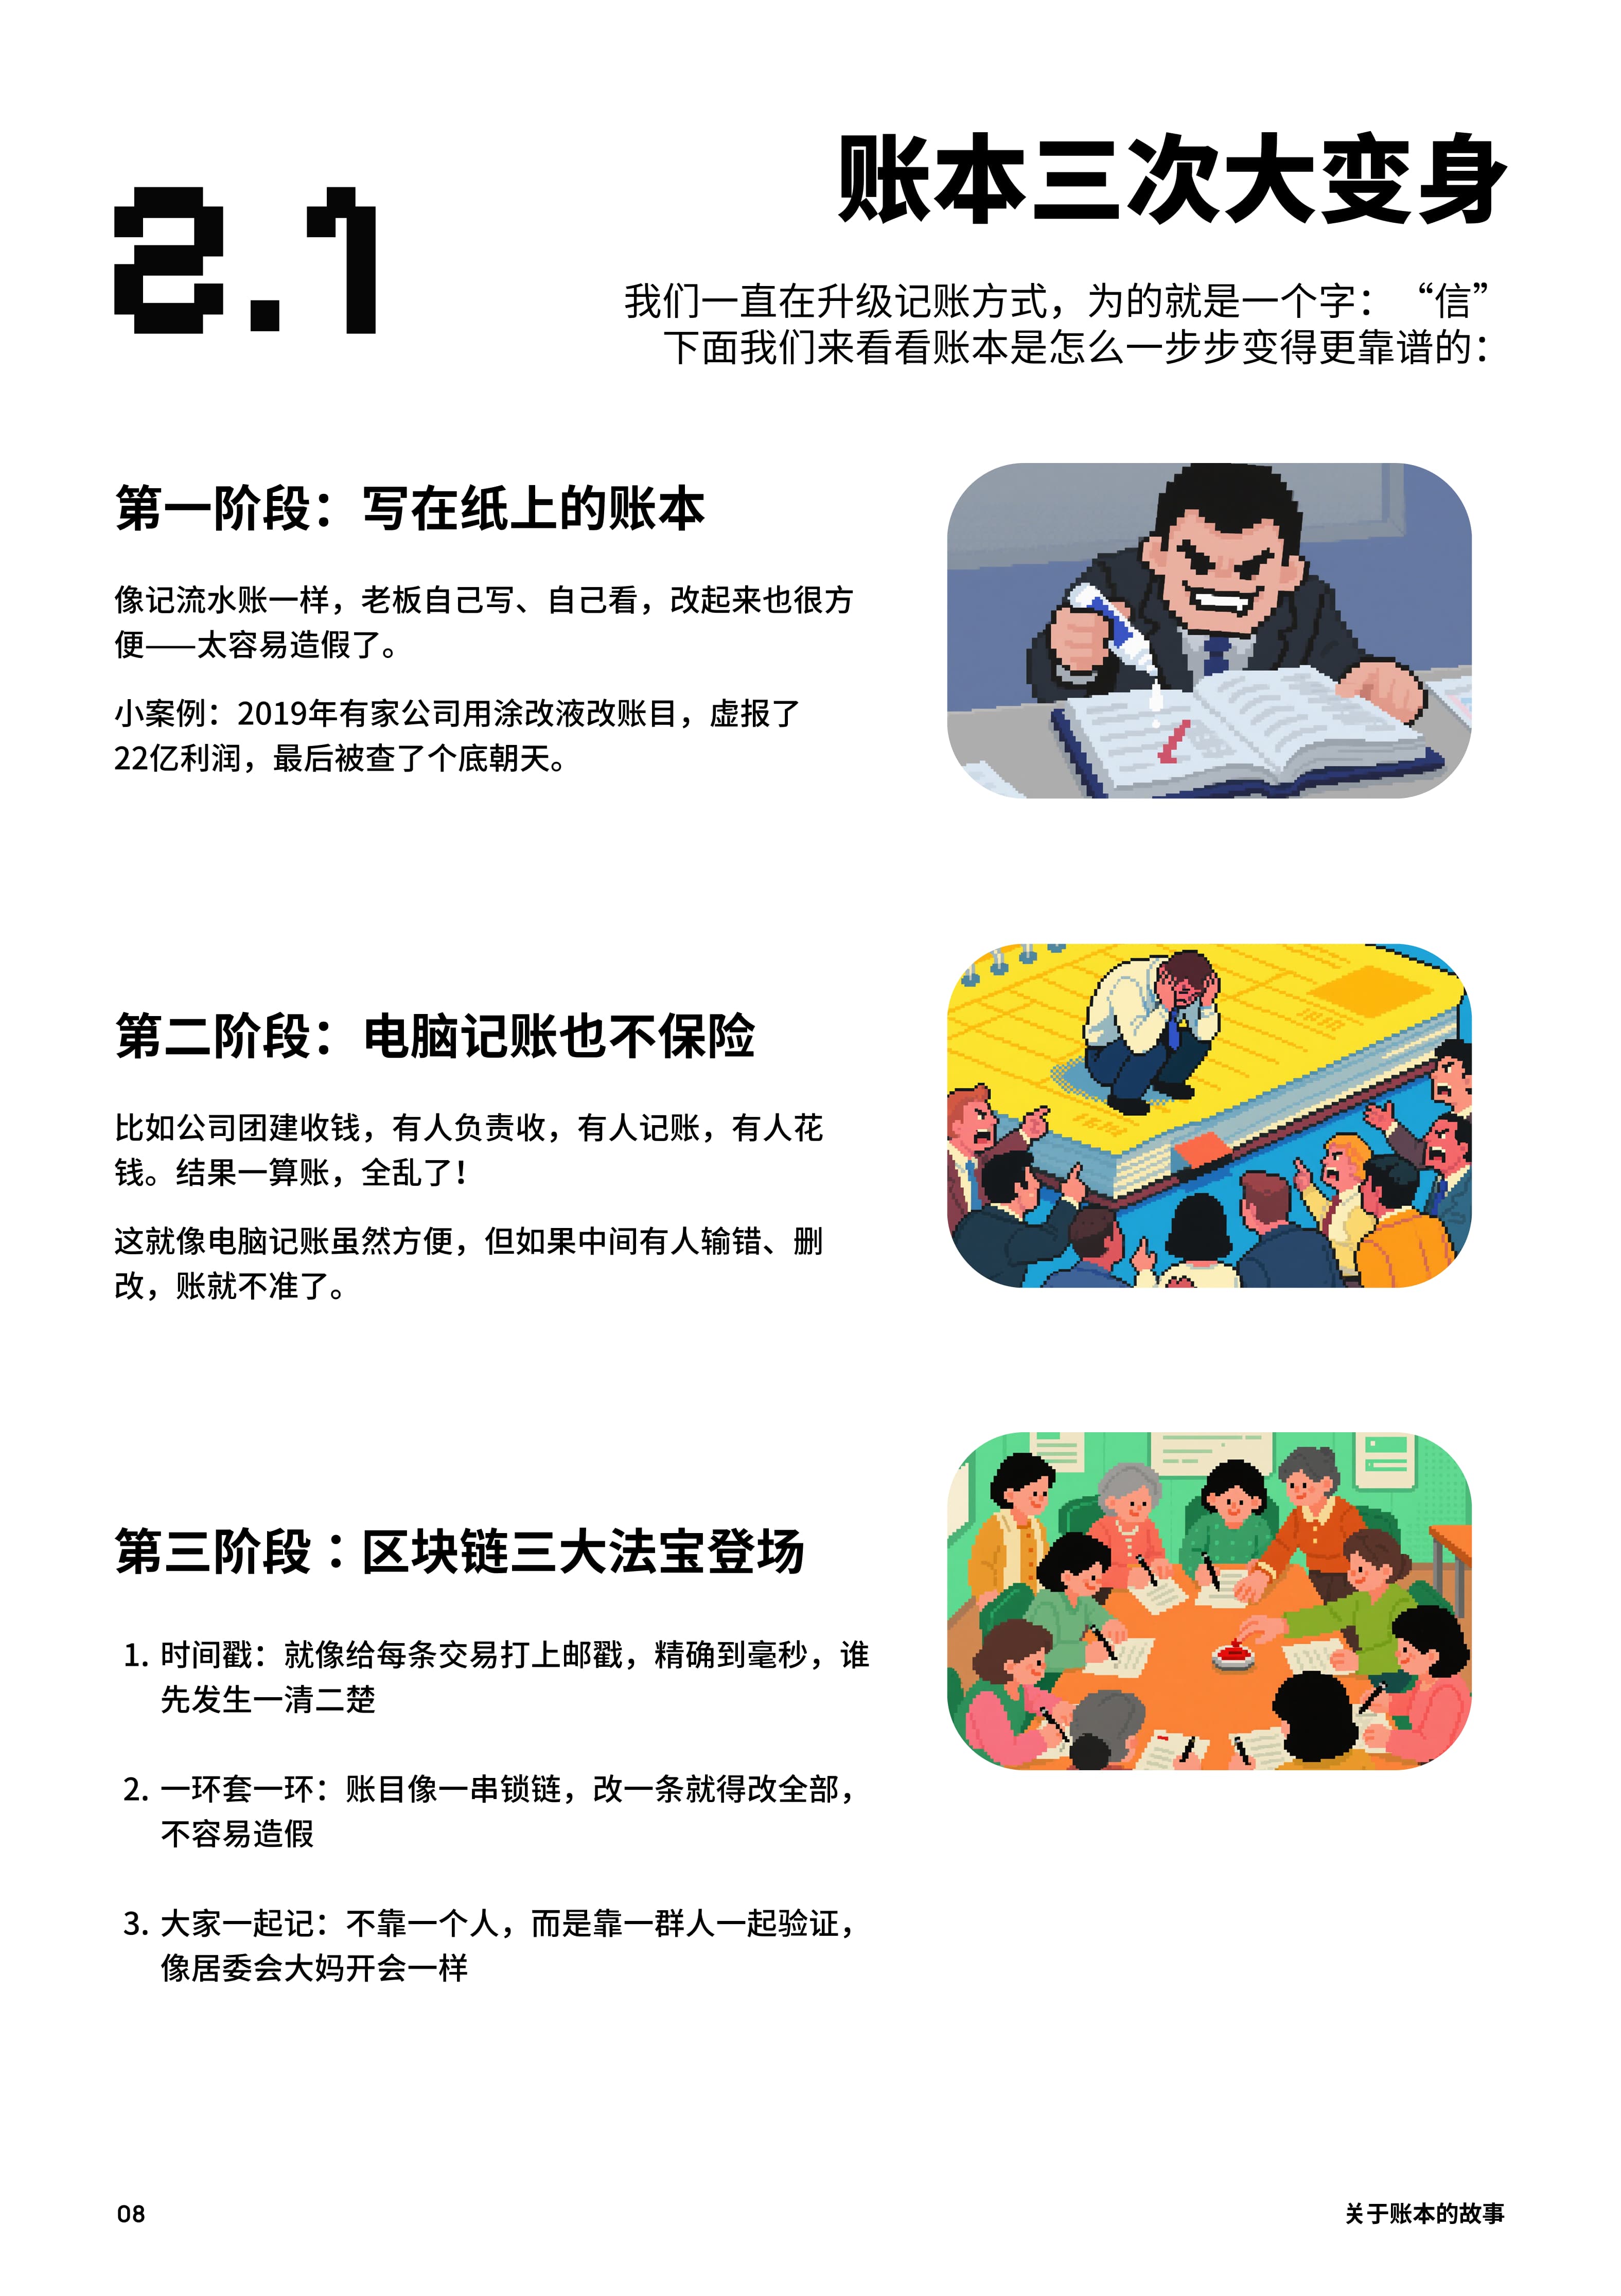 2.1
账本三次大变身
我们一直在升级记账方式，为的就是一个字：“信”
下面我们来看看账本是怎么一步步变得更靠谱的：
第一阶段：写在纸上的账本
像记流水账一样，老板自己写、自己看，改起来也很方
便——太容易造假了。
小案例：2019年有家公司用涂改液改账目，虚报了
22亿利润，最后被查了个底朝天。
第二阶段：电脑记账也不保险
比如公司团建收钱，有人负责收，有人记账，有人花
钱。结果一算账，全乱了！
这就像电脑记账虽然方便，但如果中间有人输错、删
改，账就不准了。
第三阶段：区块链三大法宝登场
1. 时间戳：就像给每条交易打上邮戳，精确到毫秒，谁
先发生一清二楚
2. 一环套一环：账目像一串锁链，改一条就得改全部，
不容易造假
3. 大家一起记：不靠一个人，而是靠一群人一起验证，
像居委会大妈开会一样
08
关于账本的故事